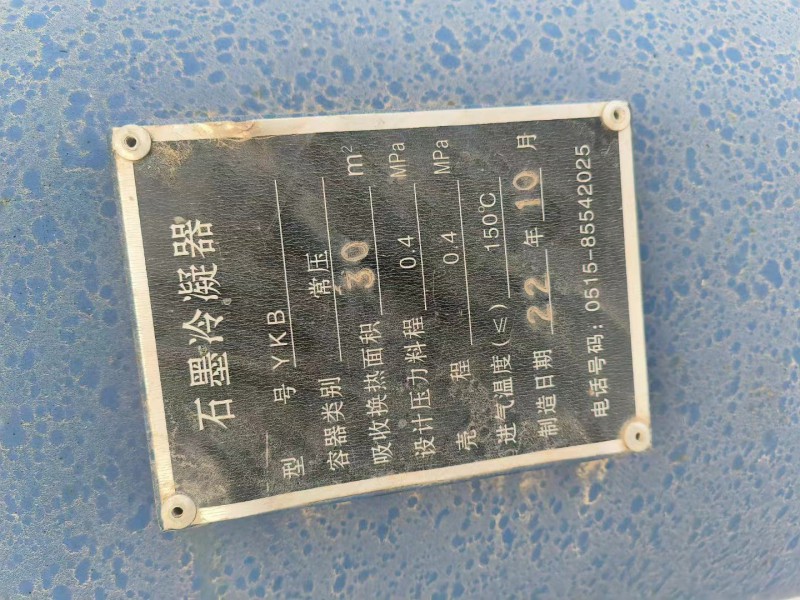 石墨冷凝器
型 号 YKB
容器类别 常压
吸收换热面积 30 m²
设计压力料程 0.4 MPa
壳 程 0.4 MPa
进气温度(≤) 150℃
制造日期 22 年 10 月
电话号码: 0515-85542025